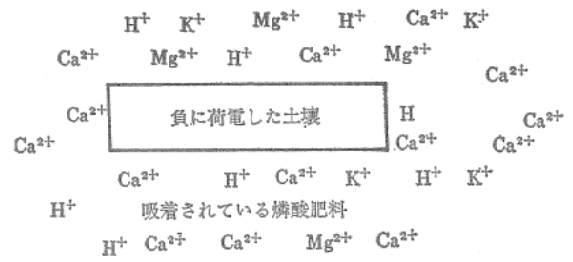 H⁺ K⁺ Mg²⁺ H⁺ Ca²⁺ K⁺
Ca²⁺ Mg²⁺ H⁺ Ca²⁺ Mg²⁺
Ca²⁺
Ca²⁺ 負に荷電した土壌 H Ca²⁺
Ca²⁺ Ca²⁺ Ca²⁺
Ca²⁺ H⁺ Ca²⁺ K⁺ H⁺ K⁺
H⁺ 吸着されている燐酸肥料
H⁺ Ca²⁺ Ca²⁺ Mg²⁺ Ca²⁺